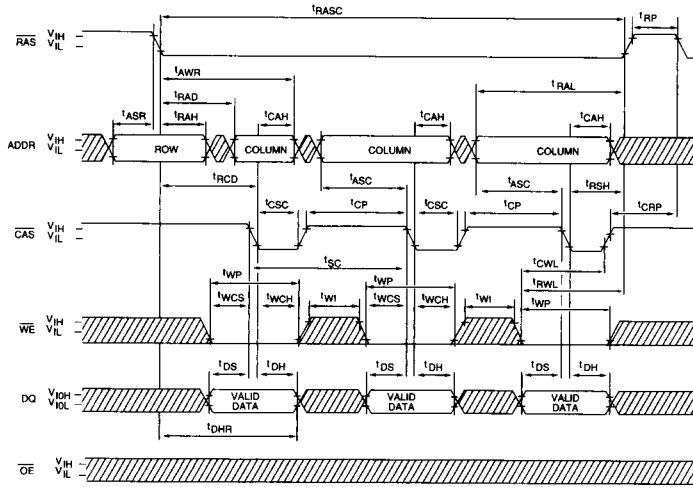 tRASC
tRP
RAS VIH
VIL
tAWR
tRAD
tRAL
tASR tRAH tCAH tCAH tCAH
ADDR VIH
VIL
ROW COLUMN COLUMN COLUMN
tRCD tASC tASC tRSH
tCSC tCP tCSC tCP tCRP
CAS VIH
VIL
tSC tCWL
tRWL
tWP tWP tWP
tWCS tWCH tWI tWCS tWCH tWI
WE VIH
VIL
tDS tDH tDS tDH tDS tDH
DQ VIOH
VIOL
VALID DATA VALID DATA VALID DATA
tDHR
OE VIH
VIL